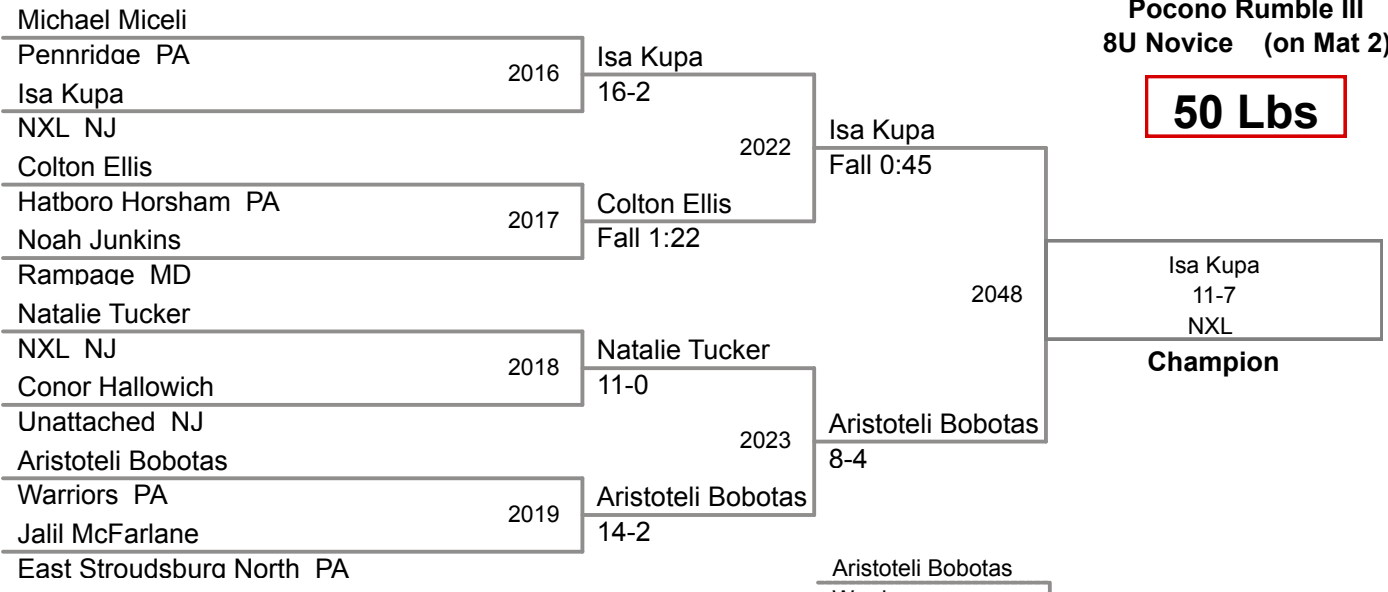 Pocono Rumble III
8U Novice (on Mat 2)
50 Lbs
Michael Miceli
Pennridge PA
Isa Kupa
NXL NJ
Colton Ellis
Hatboro Horsham PA
Noah Junkins
Rampage MD
Natalie Tucker
NXL NJ
Conor Hallowich
Unattached NJ
Aristoteli Bobotas
Warriors PA
Jalil McFarlane
East Stroudsburg North PA
2016
2017
2018
2019
Isa Kupa
16-2
Colton Ellis
Fall 1:22
Natalie Tucker
11-0
Aristoteli Bobotas
14-2
2022
2023
Isa Kupa
Fall 0:45
Aristoteli Bobotas
8-4
2048
Isa Kupa
11-7
NXL
Champion
Aristoteli Bobotas